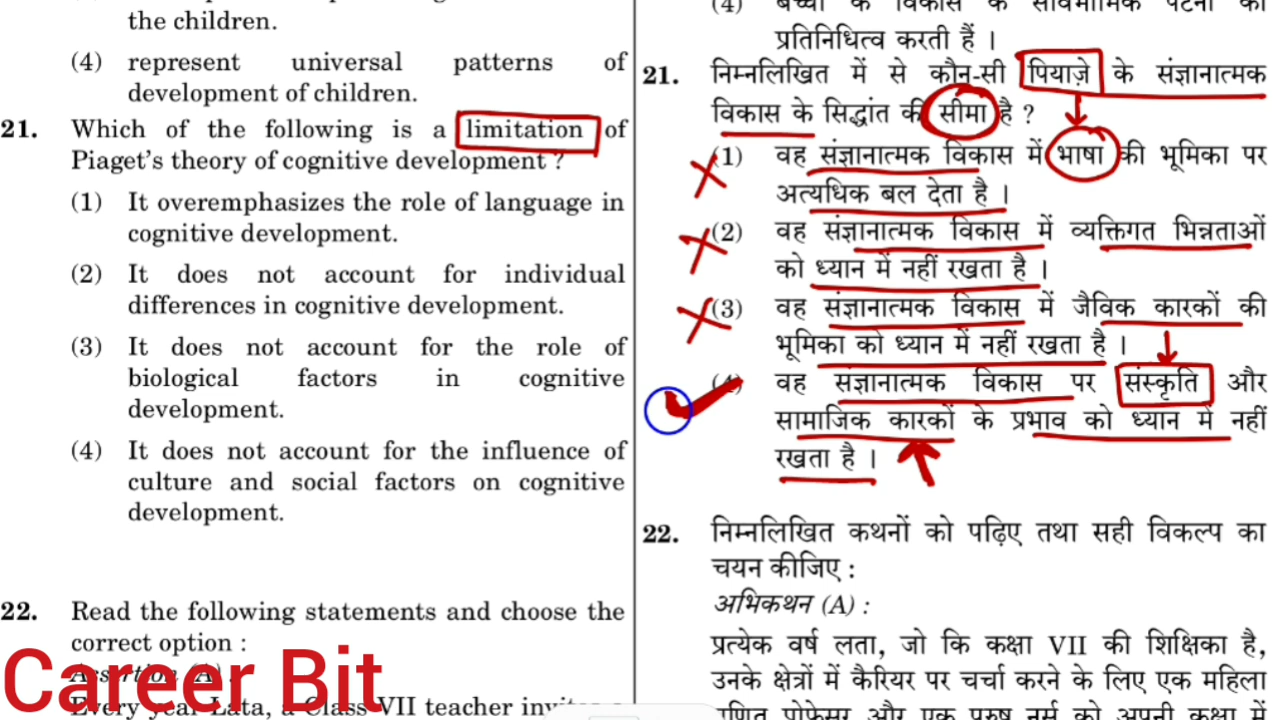 the children.
(4) represent universal patterns of
development of children.
21. Which of the following is a limitation of
Piaget's theory of cognitive development ?
(1) It overemphasizes the role of language in
cognitive development.
(2) It does not account for individual
differences in cognitive development.
(3) It does not account for the role of
biological factors in cognitive
development.
(4) It does not account for the influence of
culture and social factors on cognitive
development.
22. Read the following statements and choose the
correct option :
Assertion (A) :
Every year Lata, a Class VII teacher
Career Bit
प्रतिनिधित्व करती हैं ।
21. निम्नलिखित में से कौन-सी पियाज़े के संज्ञानात्मक
विकास के सिद्धांत की सीमा है ?
(1) वह संज्ञानात्मक विकास में भाषा की भूमिका पर
अत्यधिक बल देता है ।
(2) वह संज्ञानात्मक विकास में व्यक्तिगत भिन्नताओं
को ध्यान में नहीं रखता है ।
(3) वह संज्ञानात्मक विकास में जैविक कारकों की
भूमिका को ध्यान में नहीं रखता है ।
(4) वह संज्ञानात्मक विकास पर संस्कृति और
सामाजिक कारकों के प्रभाव को ध्यान में नहीं
रखता है ।
22. निम्नलिखित कथनों को पढ़िए तथा सही विकल्प का
चयन कीजिए :
अभिकथन (A) :
प्रत्येक वर्ष लता, जो कि कक्षा VII की शिक्षिका है,
उनके क्षेत्रों में कैरियर पर चर्चा करने के लिए एक महिला